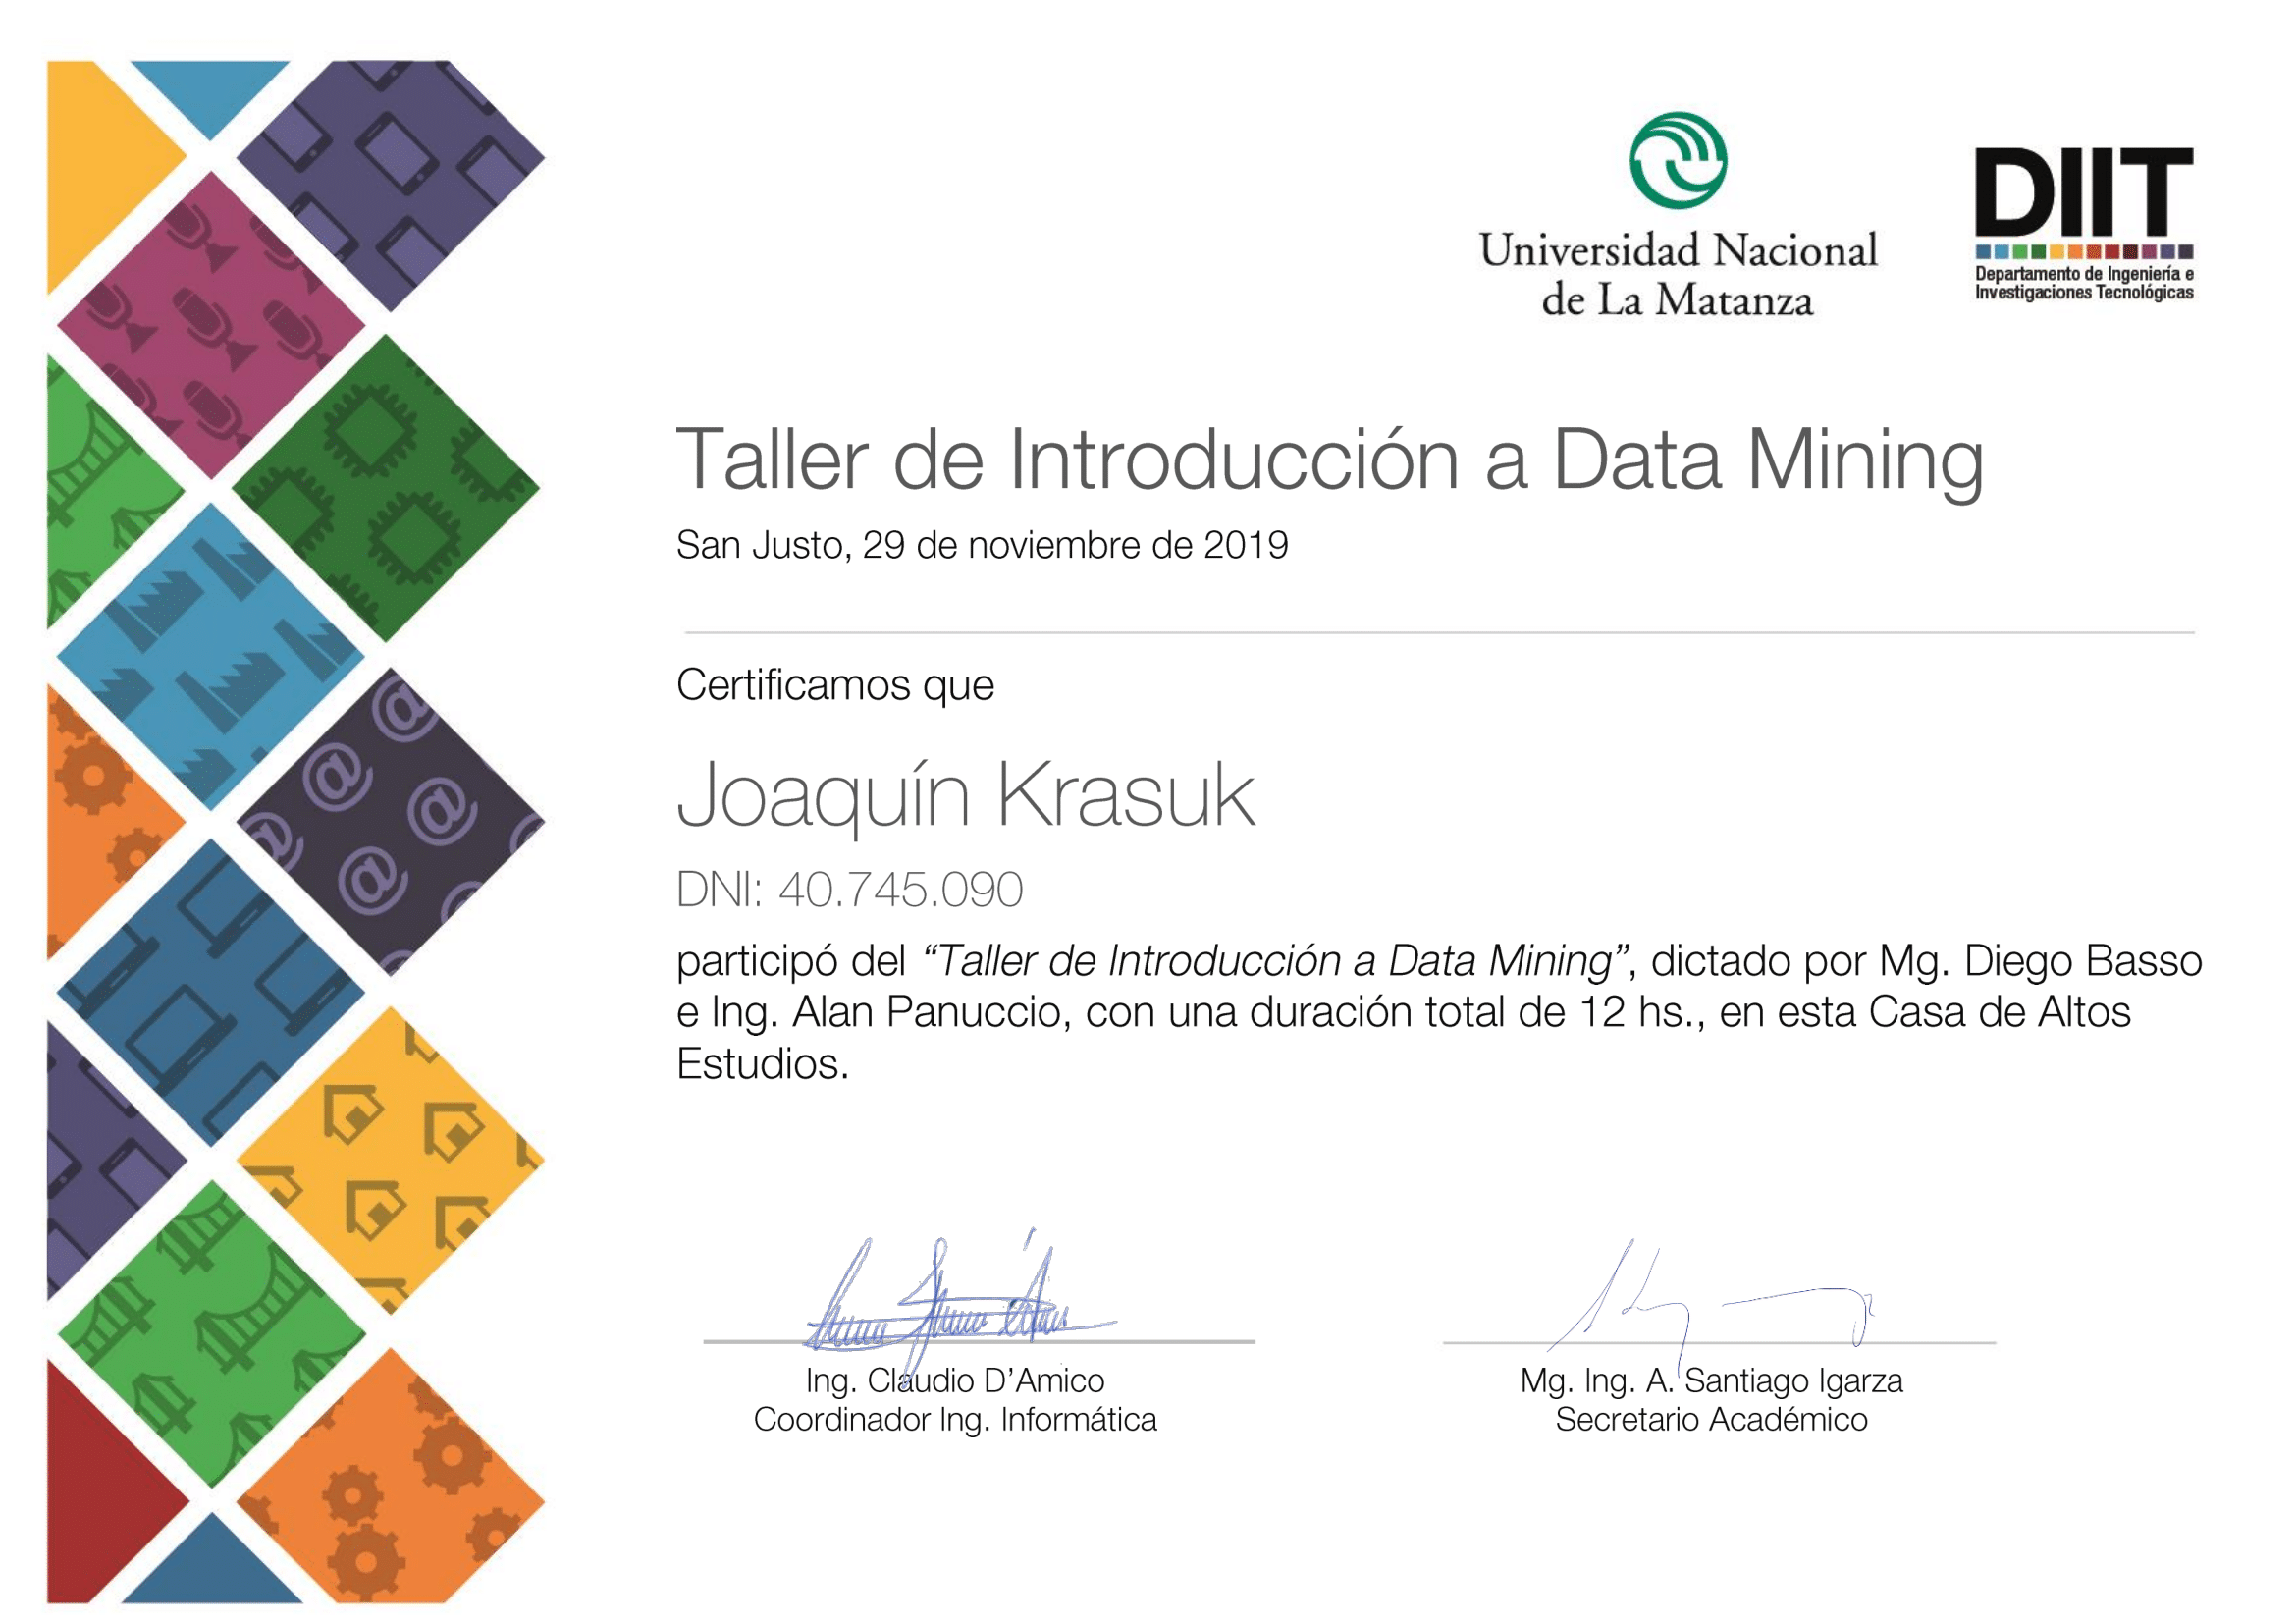 Universidad Nacional
de La Matanza
DIIT
Departamento de Ingeniería e
Investigaciones Tecnológicas
Taller de Introducción a Data Mining
San Justo, 29 de noviembre de 2019
Certificamos que
Joaquín Krasuk
DNI: 40.745.090
participó del “Taller de Introducción a Data Mining”, dictado por Mg. Diego Basso
e Ing. Alan Panuccio, con una duración total de 12 hs., en esta Casa de Altos
Estudios.
Ing. Claudio D’Amico
Coordinador Ing. Informática
Mg. Ing. A. Santiago Igarza
Secretario Académico